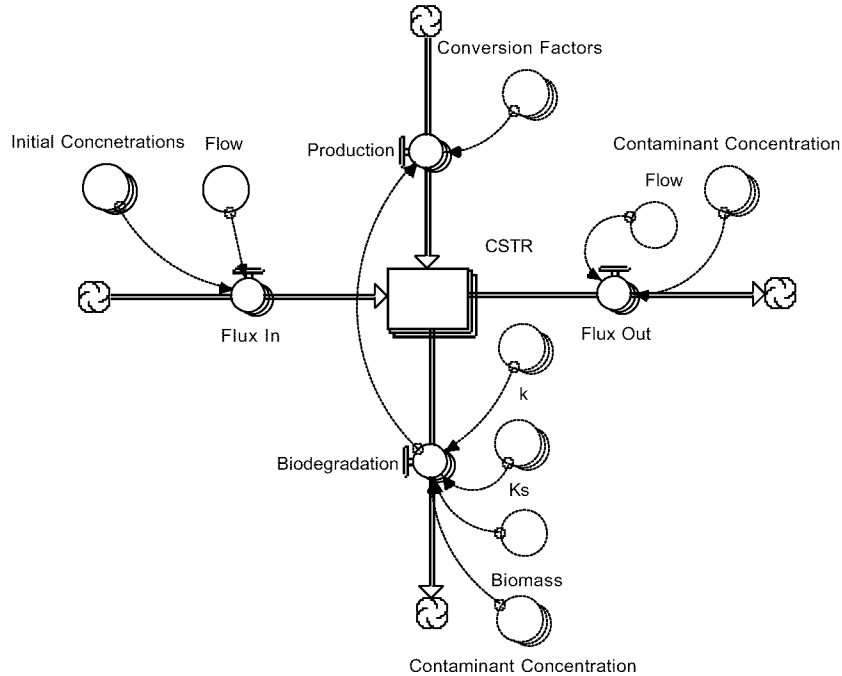 Conversion Factors
Initial Concnetrations
Flow
Production
Contaminant Concentration
Flow
CSTR
Flux In
Flux Out
k
Biodegradation
Ks
Biomass
Contaminant Concentration